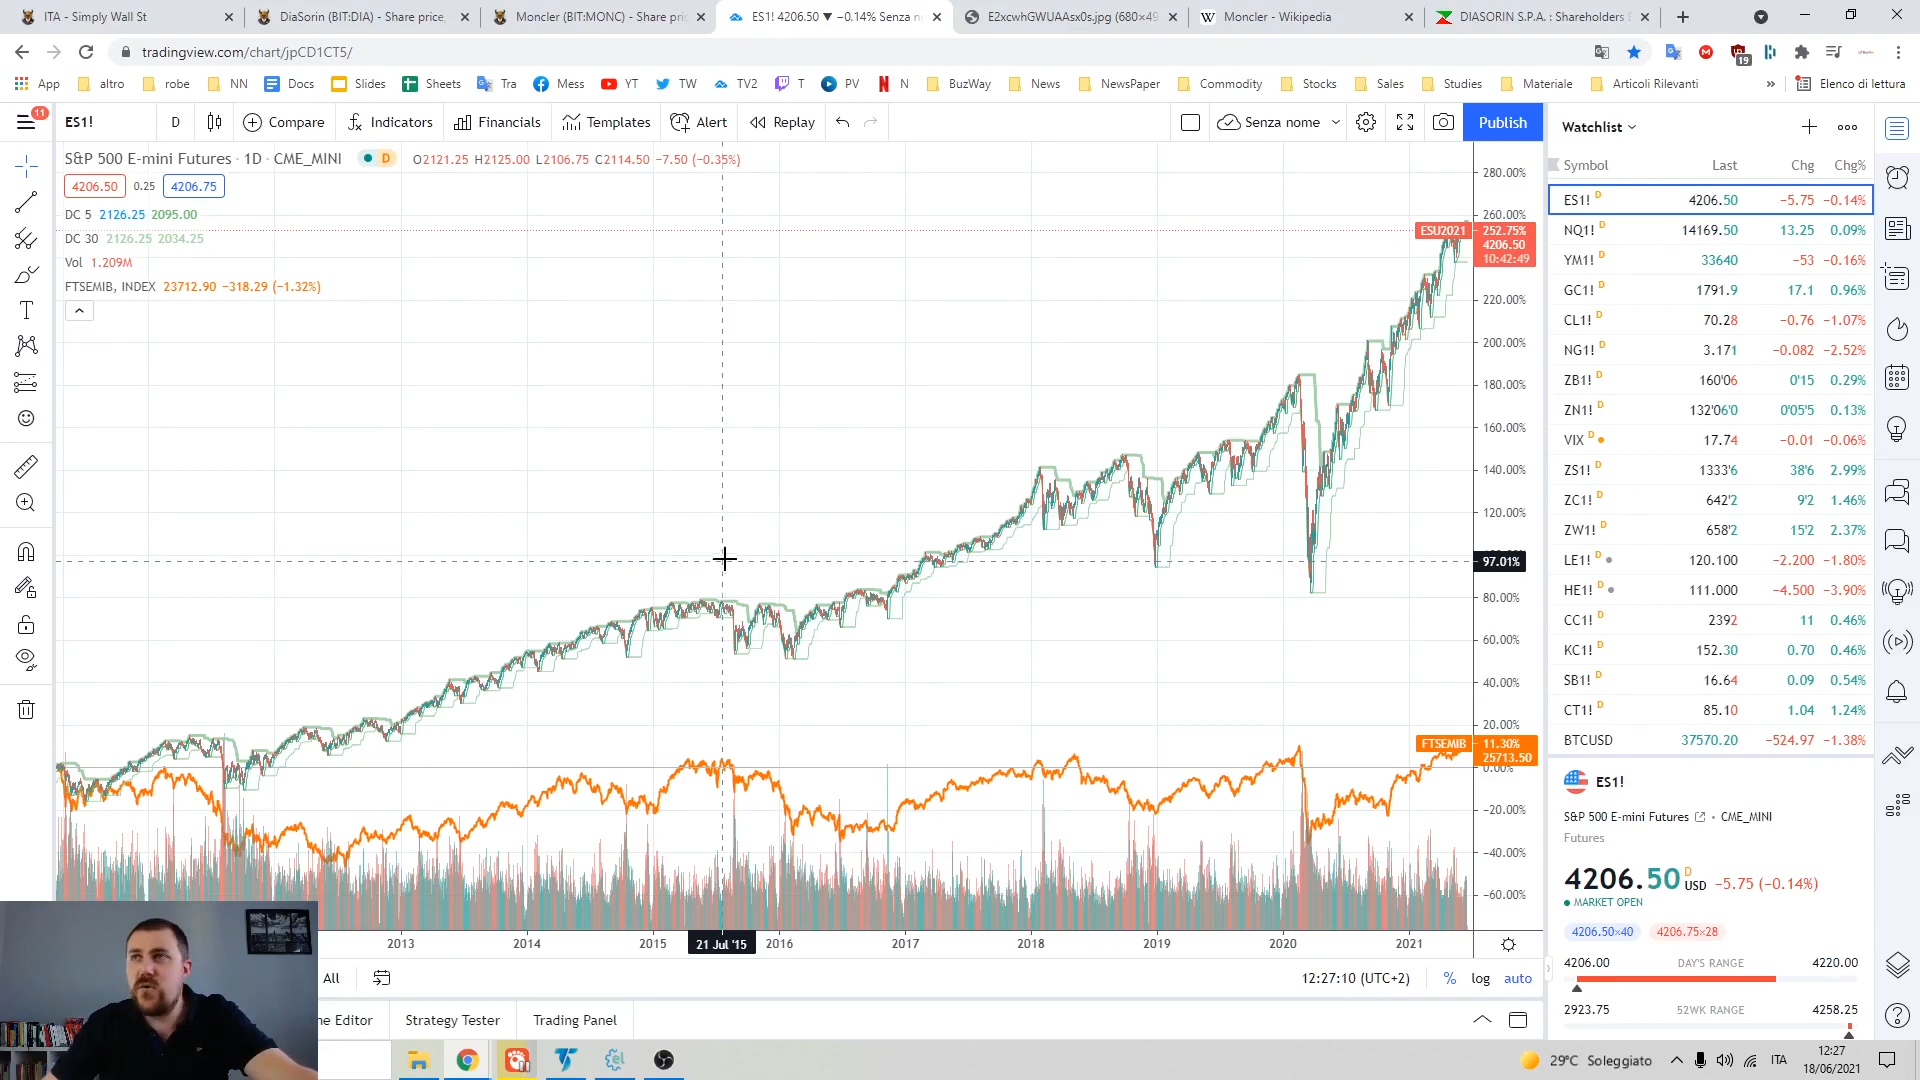 ITA - Simply Wall St
DiaSorin (BIT:DIA) - Share price,
Moncler (BIT:MONC) - Share pri
ES1! 4206.50 ▼ −0.14% Senza n
E2xcwhGWUAAsx0s.jpg (680×49
Moncler - Wikipedia
DIASORIN S.P.A. : Shareholders
tradingview.com/chart/jpCD1CT5/
19
App
altro
robe
NN
Docs
Slides
Sheets
Tra
Mess
YT
TW
TV2
T
PV
N
BuzWay
News
NewsPaper
Commodity
Stocks
Sales
Studies
Materiale
Articoli Rilevanti
»
Elenco di lettura
11
ES1!
D
Compare
Indicators
Financials
Templates
Alert
Replay
Senza nome
Publish
S&P 500 E-mini Futures · 1D · CME_MINI
D
O2121.25 H2125.00 L2106.75 C2114.50 −7.50 (−0.35%)
4206.50
0.25
4206.75
DC 5 2126.25 2095.00
DC 30 2126.25 2034.25
Vol 1.209M
FTSEMIB, INDEX 23712.90 −318.29 (−1.32%)
280.00%
260.00%
ESU2021
252.75%
4206.50
10:42:49
220.00%
200.00%
180.00%
160.00%
140.00%
120.00%
97.01%
80.00%
60.00%
40.00%
20.00%
FTSEMIB
11.30%
25713.50
0.00%
−20.00%
−40.00%
−60.00%
2013
2014
2015
21 Jul '15
2016
2017
2018
2019
2020
2021
All
12:27:10 (UTC+2)
%
log
auto
ne Editor
Strategy Tester
Trading Panel
Watchlist
Symbol Last Chg Chg%
ES1! D 4206.50 −5.75 −0.14%
NQ1! D 14169.50 13.25 0.09%
YM1! D 33640 −53 −0.16%
GC1! D 1791.9 17.1 0.96%
CL1! D 70.28 −0.76 −1.07%
NG1! D 3.171 −0.082 −2.52%
ZB1! D 160'06 0'15 0.29%
ZN1! D 132'06'0 0'05'5 0.13%
VIX D 17.74 −0.01 −0.06%
ZS1! D 1333'6 38'6 2.99%
ZC1! D 642'2 9'2 1.46%
ZW1! D 658'2 15'2 2.37%
LE1! D 120.100 −2.200 −1.80%
HE1! D 111.000 −4.500 −3.90%
CC1! D 2392 11 0.46%
KC1! D 152.30 0.70 0.46%
SB1! D 16.64 0.09 0.54%
CT1! D 85.10 1.04 1.24%
BTCUSD 37570.20 −524.97 −1.38%
ES1!
S&P 500 E-mini Futures • CME_MINI
Futures
4206.50 D USD −5.75 (−0.14%)
MARKET OPEN
4206.50×40
4206.75×28
4206.00 DAY'S RANGE 4220.00
2923.75 52WK RANGE 4258.25
29°C Soleggiato
ITA
12:27
18/06/2021